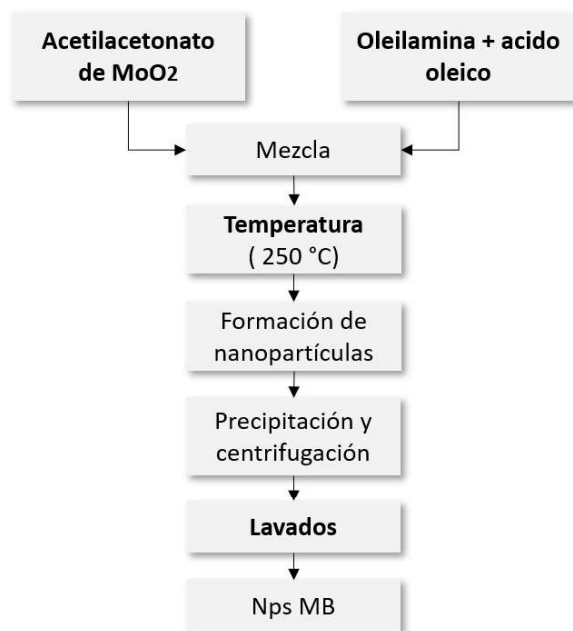 Acetilacetonato
de MoO2
Oleilamina + acido
oleico
Mezcla
Temperatura
( 250 °C)
Formación de
nanopartículas
Precipitación y
centrifugación
Lavados
Nps MB